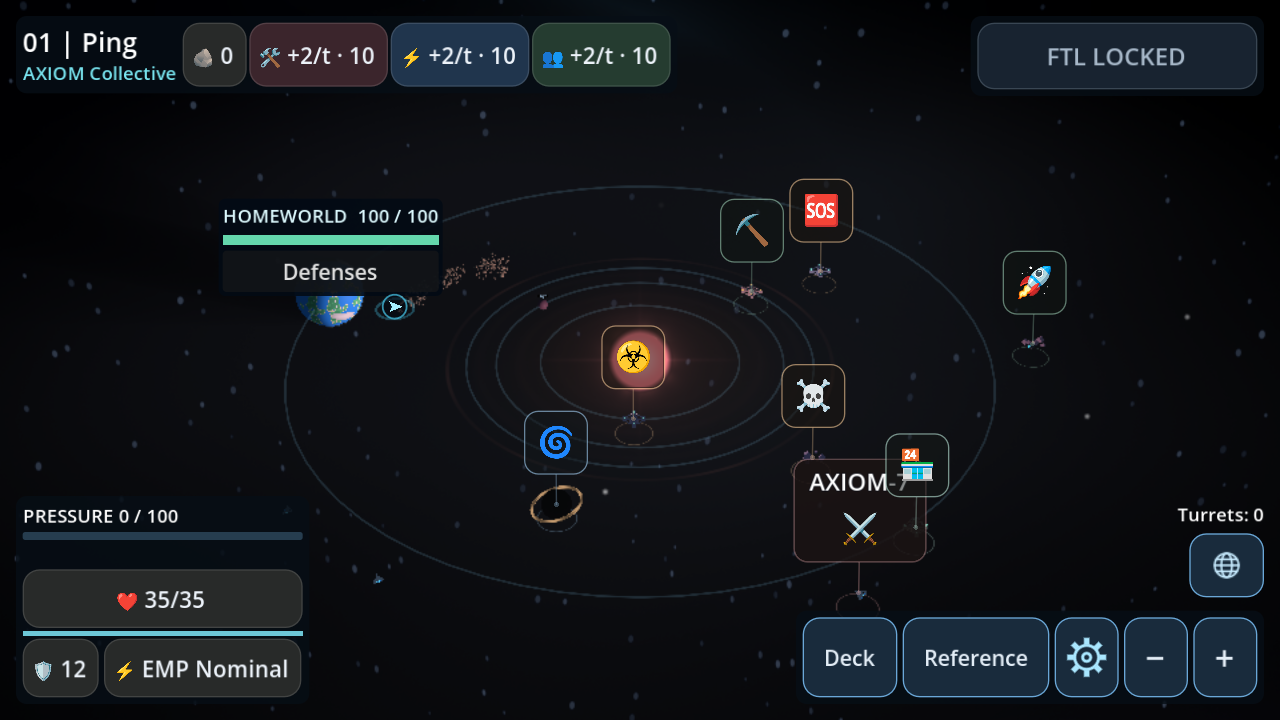 01 | Ping
AXIOM Collective
0
+2/t · 10
+2/t · 10
+2/t · 10
FTL LOCKED
HOMEWORLD 100 / 100
Defenses
SOS
24
AXIOM-7
PRESSURE 0 / 100
35/35
12
EMP Nominal
Turrets: 0
Deck
Reference
−
+